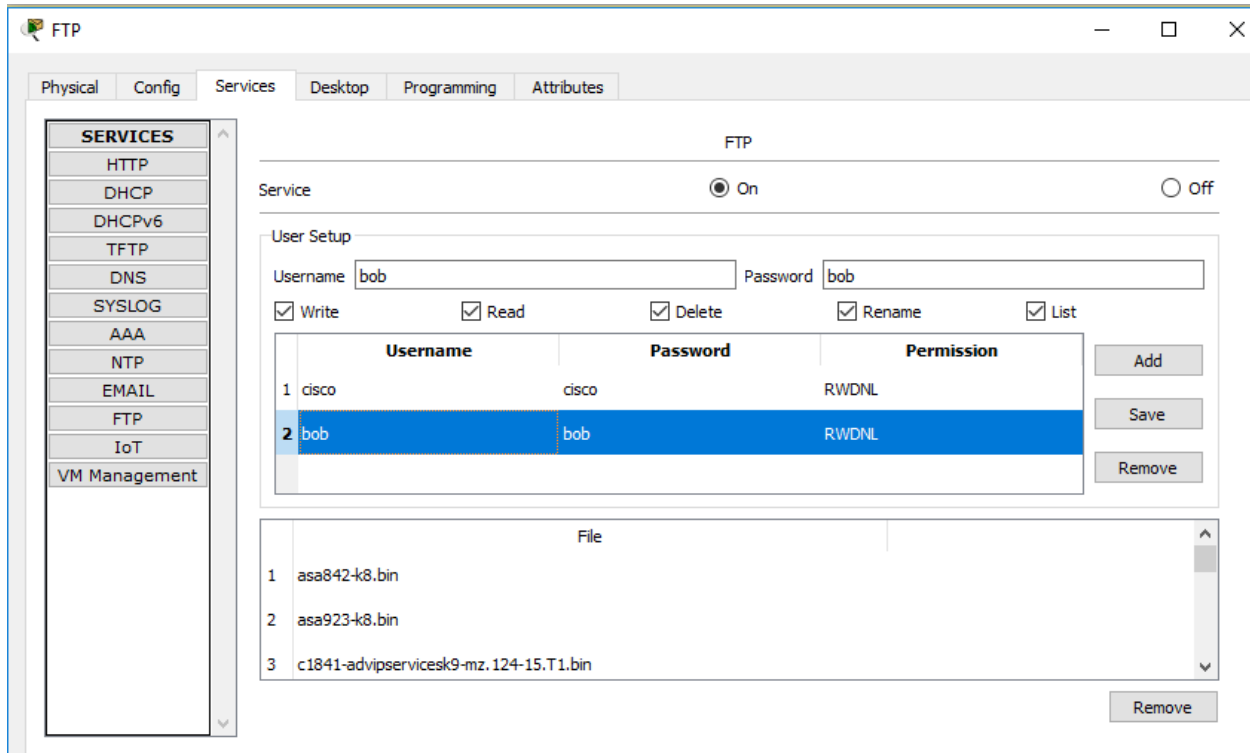 FTP
Physical Config Services Desktop Programming Attributes
SERVICES
HTTP
DHCP
DHCPv6
TFTP
DNS
SYSLOG
AAA
NTP
EMAIL
FTP
IoT
VM Management
FTP
Service On Off
User Setup
Username bob Password bob
Write Read Delete Rename List
Username Password Permission
1 cisco cisco RWDNL
2 bob bob RWDNL
Add
Save
Remove
File
1 asa842-k8.bin
2 asa923-k8.bin
3 c1841-advipservicesk9-mz.124-15.T1.bin
Remove